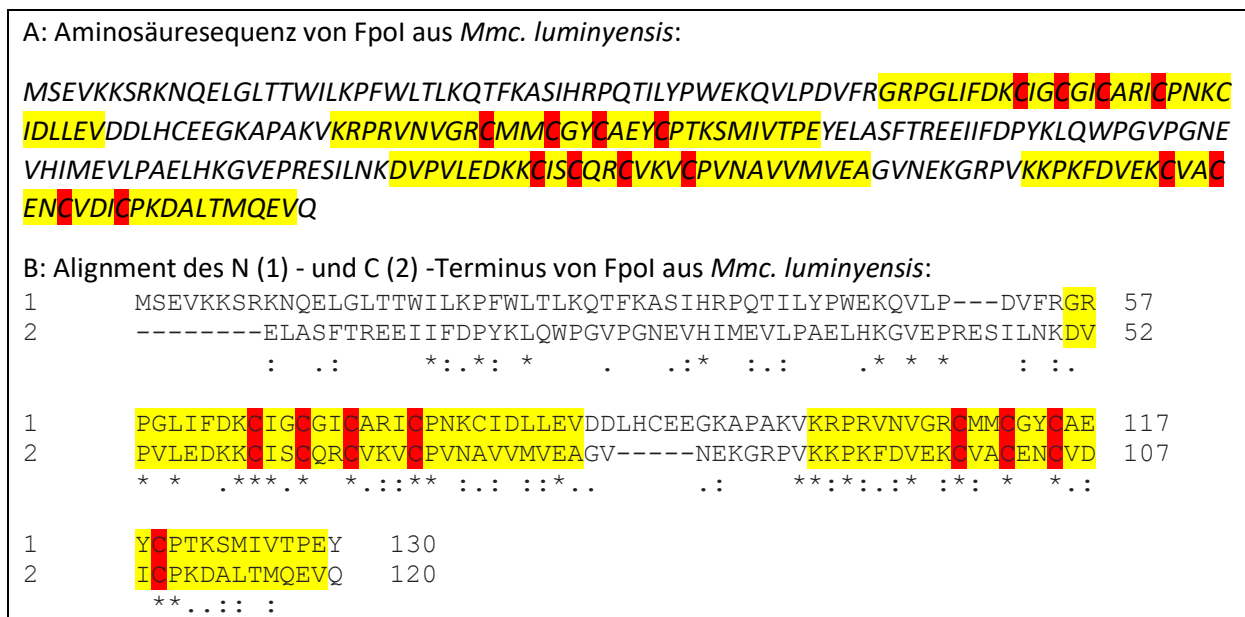 A: Aminosäuresequenz von FpoI aus Mmc. luminyensis:
MSEVKKSRKNQELGLTTWILKPFWLTLKQTFKASIHRPQTILYPWEKQVLPDVFRGRPGLIFDKCIGCGICARICPNKC
IDLLEVDDLHCEEGKAPAKVKRPRVNVGRCMMCGYCAEYCPTKSMIVTPEYELASFTREEIIFDPYKLQWPGVPGNE
VHIMEVLPAELHKGVEPRESILNKDVPVLEDKKCISCQRCVKVCPVNAVVMVEAGVNEKGRPVKKPKFDVEKCVAC
ENCVDICPKDALTMQEVQ
B: Alignment des N (1) - und C (2) -Terminus von FpoI aus Mmc. luminyensis:
1 MSEVKKSRKNQELGLTTWILKPFWLTLKQTFKASIHRPQTILYPWEKQVLP---DVFRGR 57
2 --------ELASFTREEIIFDPYKLQWPGVPGNEVHIMEVLPAELHKGVEPRESILNKDV 52
: .: *:.*: * . .:* :.: .* * * : :.
1 PGLIFDKCIGCGICARICPNKCIDLLEVDDLHCEEGKAPAKVKRPRVNVGRCMMCGYCAE 117
2 PVLEDKKCISCQRCVKVCPVNAVVMVEAGV-----NEKGRPVKKPKFDVEKCVACENCVD 107
* * .***.* *.::** :.: ::*.. .: **:*:.:* :*: * *.:
1 YCPTKSMIVTPEY 130
2 ICPKDALTMQEVQ 120
**..:: :